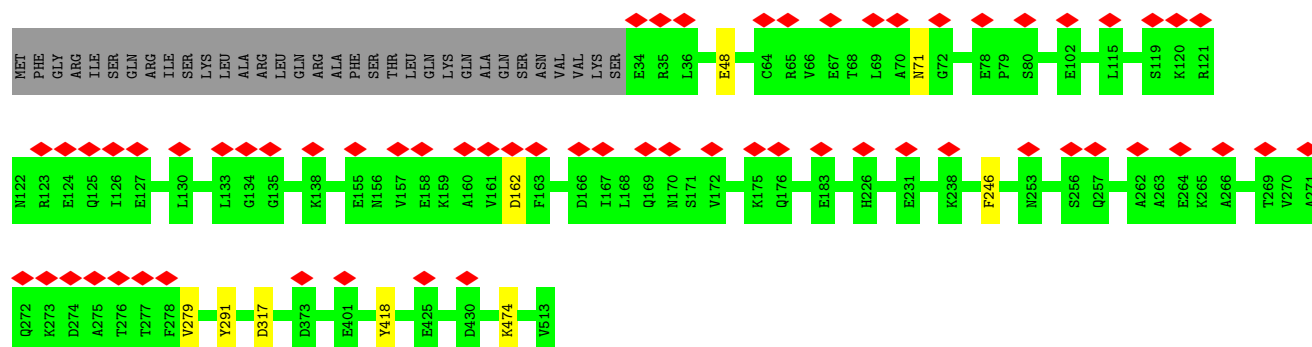 MET PHE GLY ARG ILE SER GLN ARG ILE SER LYS LEU ALA ARG LEU GLN ARG ALA PHE SER THR LEU GLN LYS GLN ALA GLN SER ASN VAL VAL LYS SER E34 R35 L36 E48 C64 R65 V66 E67 T68 L69 A70 N71 G72 E78 P79 S80 E102 L115 S119 K120 R121
N122 R123 E124 Q125 I126 E127 L130 L133 G134 G135 K138 E155 N156 V157 E158 K159 A160 V161 D162 F163 D166 I167 L168 Q169 N170 S171 V172 K175 Q176 E183 H226 E231 K238 F246 N253 S256 Q257 A262 A263 E264 K265 A266 T269 V270 A271
Q272 K273 D274 A275 T276 T277 F278 V279 Y291 D317 D373 E401 Y418 E425 D430 K474 V513